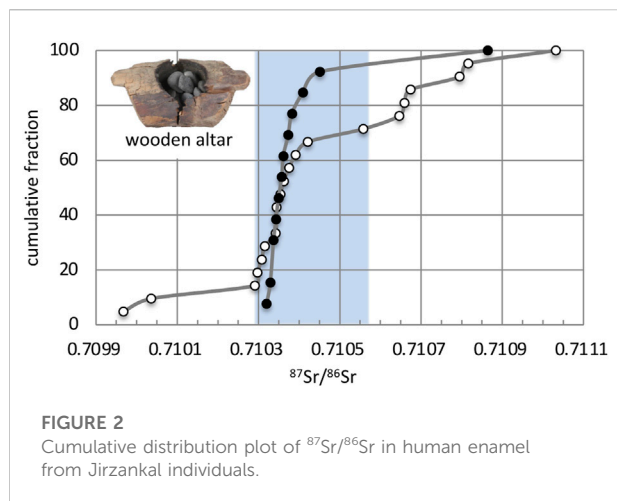 100
80
60
40
20
0
cumulative fraction
wooden altar
0.7099 0.7101 0.7103 0.7105 0.7107 0.7109 0.7111
⁸⁷Sr/⁸⁶Sr
FIGURE 2
Cumulative distribution plot of ⁸⁷Sr/⁸⁶Sr in human enamel
from Jirzankal individuals.